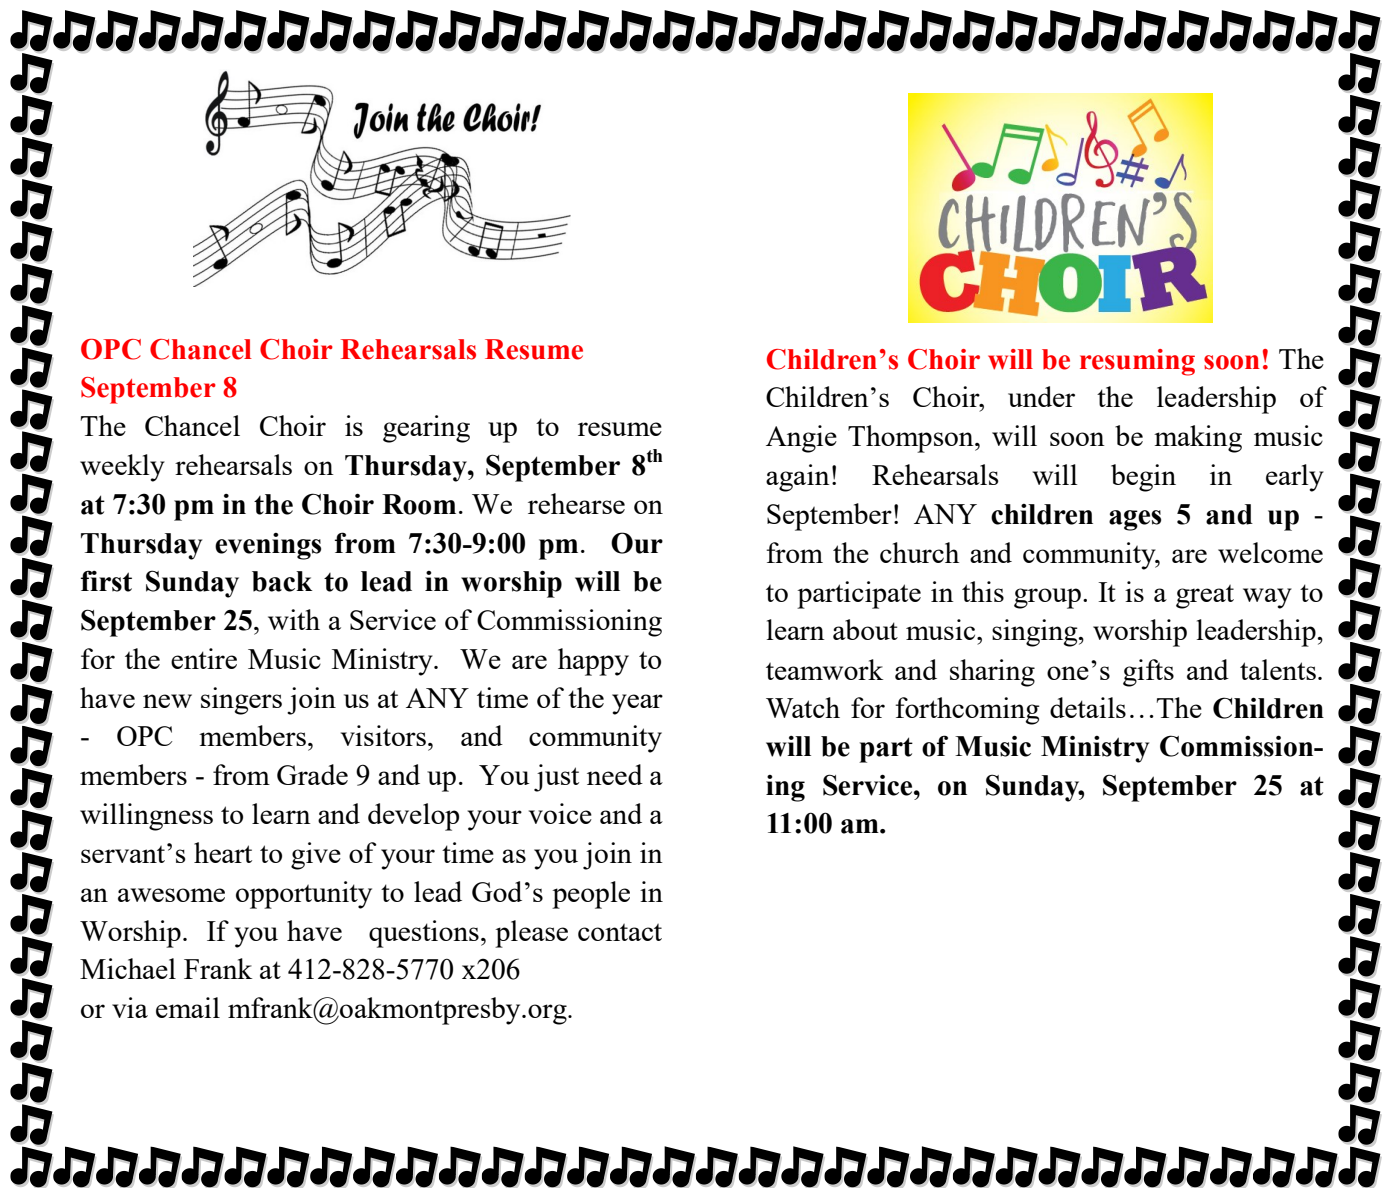 Join the Choir!
OPC Chancel Choir Rehearsals Resume
September 8
The Chancel Choir is gearing up to resume
weekly rehearsals on Thursday, September 8th
at 7:30 pm in the Choir Room. We rehearse on
Thursday evenings from 7:30-9:00 pm. Our
first Sunday back to lead in worship will be
September 25, with a Service of Commissioning
for the entire Music Ministry. We are happy to
have new singers join us at ANY time of the year
- OPC members, visitors, and community
members - from Grade 9 and up. You just need a
willingness to learn and develop your voice and a
servant’s heart to give of your time as you join in
an awesome opportunity to lead God’s people in
Worship. If you have questions, please contact
Michael Frank at 412-828-5770 x206
or via email mfrank@oakmontpresby.org.
CHILDREN’S
CHOIR
Children’s Choir will be resuming soon! The
Children’s Choir, under the leadership of
Angie Thompson, will soon be making music
again! Rehearsals will begin in early
September! ANY children ages 5 and up -
from the church and community, are welcome
to participate in this group. It is a great way to
learn about music, singing, worship leadership,
teamwork and sharing one’s gifts and talents.
Watch for forthcoming details…The Children
will be part of Music Ministry Commission-
ing Service, on Sunday, September 25 at
11:00 am.